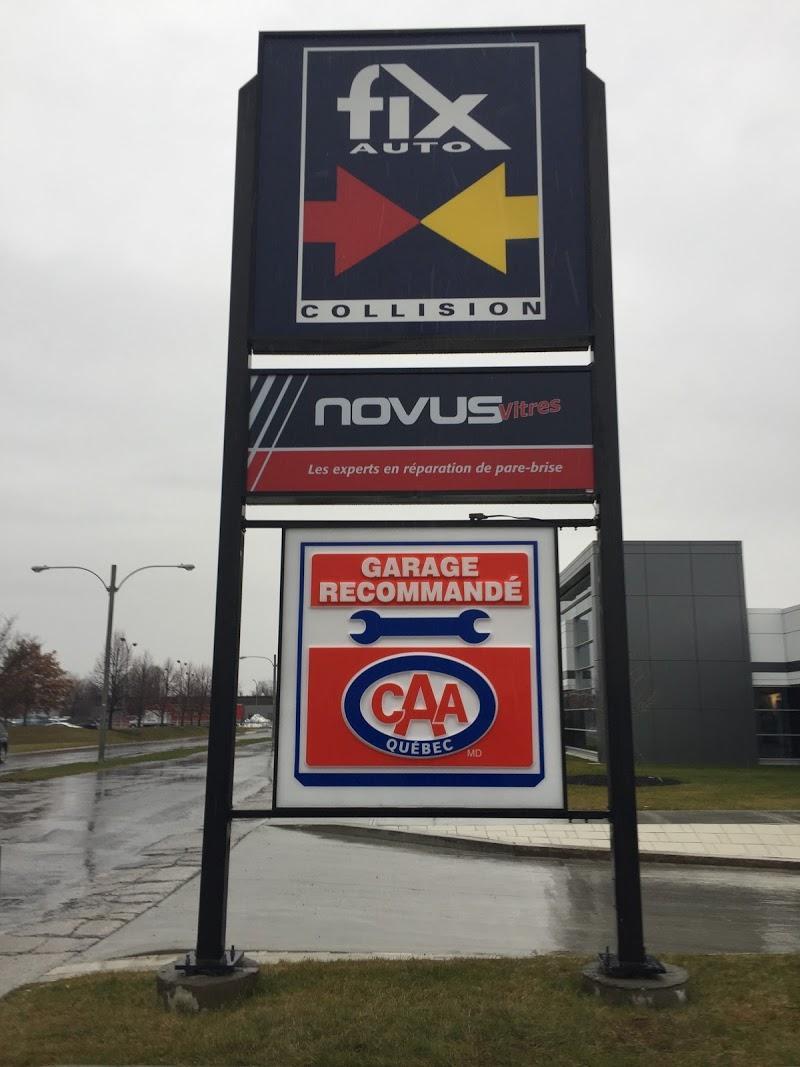 fix
AUTO
COLLISION
NOVUS Vitres
Les experts en réparation de pare-brise
GARAGE
RECOMMANDÉ
CAA
QUÉBEC
MD